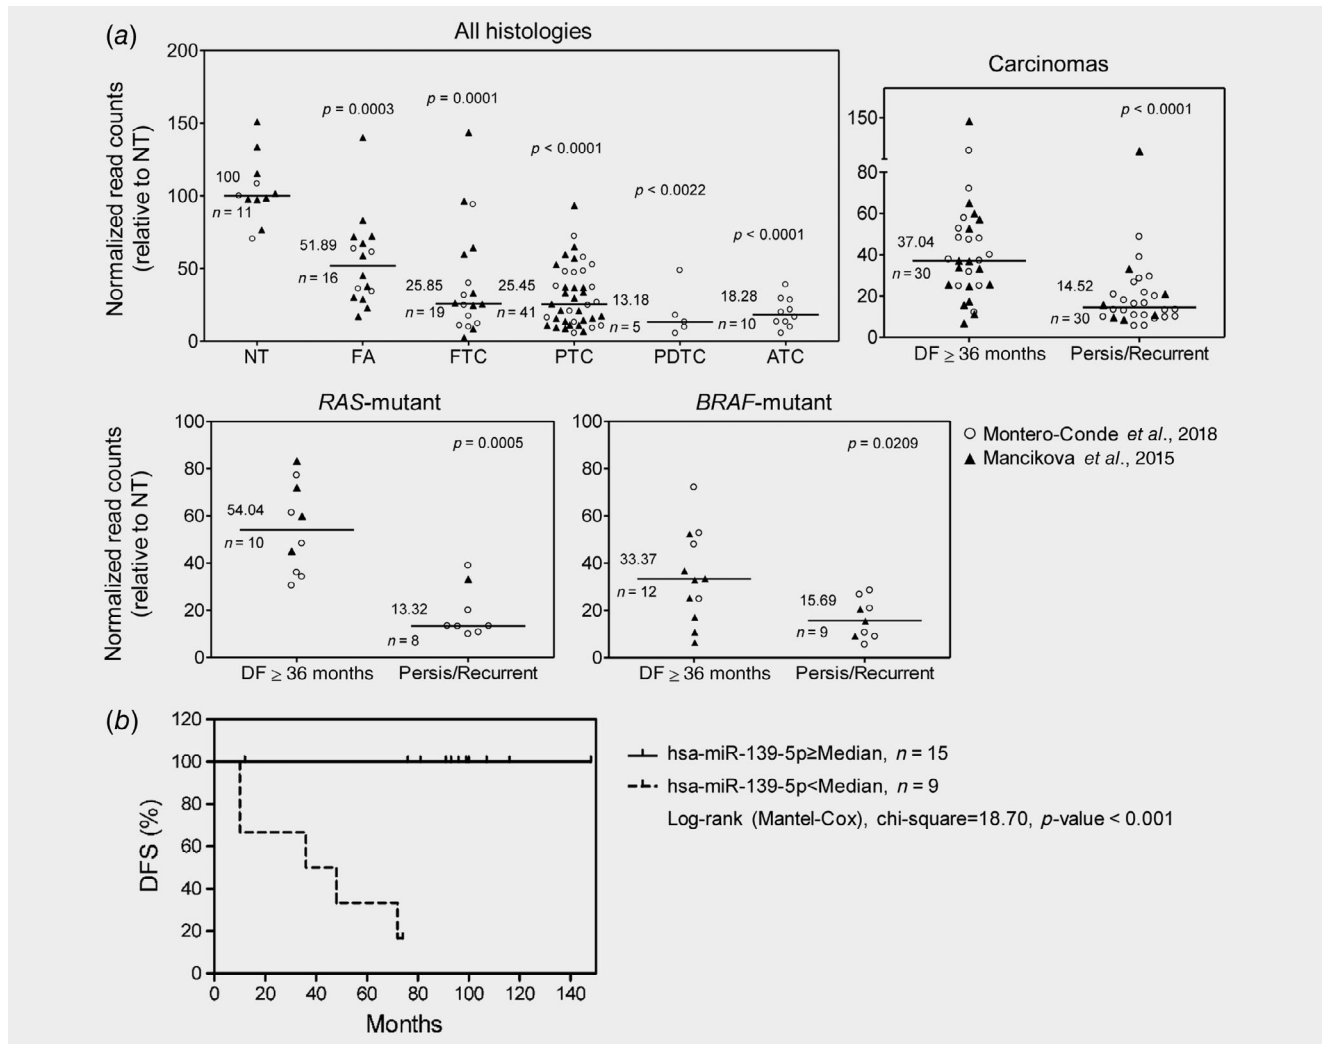 (a)
All histologies
Normalized read counts
(relative to NT)
200
150
100
50
0
100
n = 11
p = 0.0003
51.89
n = 16
p = 0.0001
25.85
n = 19
p < 0.0001
25.45
n = 41
p < 0.0022
13.18
n = 5
p < 0.0001
18.28
n = 10
NT FA FTC PTC PDTC ATC
Carcinomas
150
80
60
40
20
0
37.04
n = 30
p < 0.0001
14.52
n = 30
DF ≥ 36 months Persis/Recurrent
RAS-mutant
Normalized read counts
(relative to NT)
100
80
60
40
20
0
54.04
n = 10
p = 0.0005
13.32
n = 8
DF ≥ 36 months Persis/Recurrent
BRAF-mutant
100
80
60
40
20
0
33.37
n = 12
p = 0.0209
15.69
n = 9
DF ≥ 36 months Persis/Recurrent
Montero-Conde et al., 2018
Mancikova et al., 2015
(b)
DFS (%)
120
100
80
60
40
20
0
0 20 40 60 80 100 120 140
Months
hsa-miR-139-5p≥Median, n = 15
hsa-miR-139-5p<Median, n = 9
Log-rank (Mantel-Cox), chi-square=18.70, p-value < 0.001